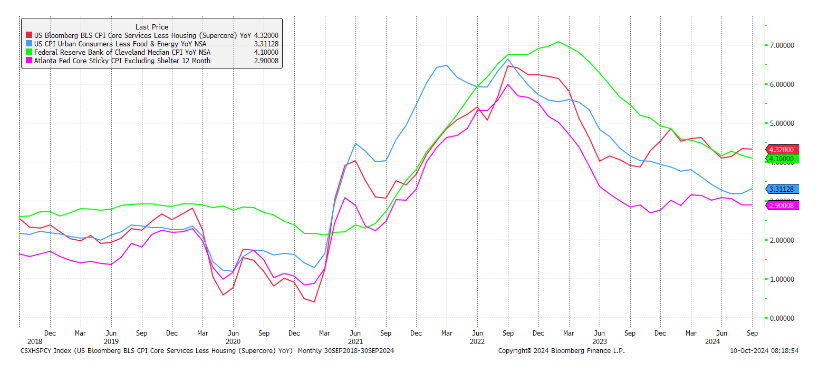 Last Price
US Bloomberg BLS CPI Core Services Less Housing (Supercore) YoY 4.32000
US CPI Urban Consumers Less Food & Energy YoY NSA 3.31128
Federal Reserve Bank of Cleveland Median CPI YoY NSA 4.10000
Atlanta Fed Core Sticky CPI Excluding Shelter 12 Month 2.90008
7.00000
6.00000
5.00000
4.32000
4.10000
4.00000
3.31128
2.90008
2.00000
1.00000
0.00000
Dec Mar Jun Sep Dec Mar Jun Sep Dec Mar Jun Sep Dec Mar Jun Sep Dec Mar Jun Sep Dec Mar Jun Sep
2018 2019 2020 2021 2022 2023 2024
CSXHSPCY Index (US Bloomberg BLS CPI Core Services Less Housing (Supercore) YoY) Monthly 30SEP2018-30SEP2024 Copyright© 2024 Bloomberg Finance L.P. 10-Oct-2024 08:18:54